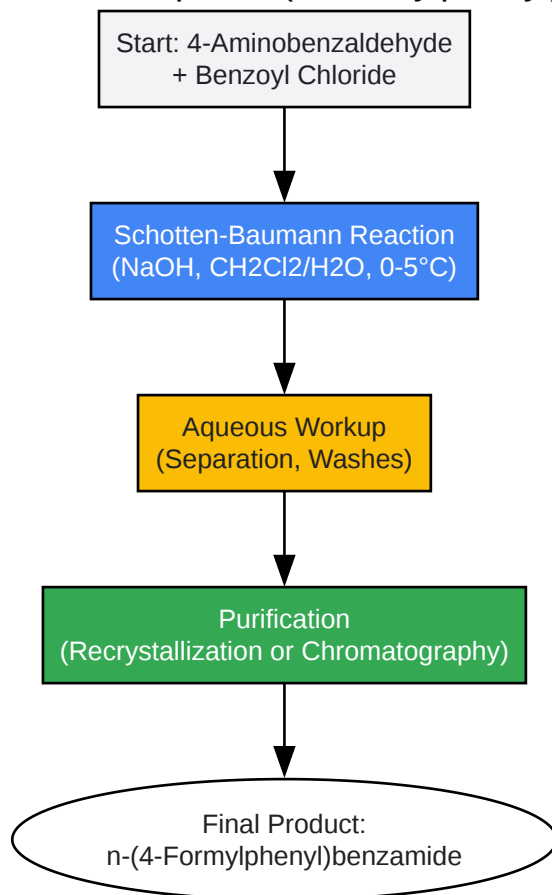 Start: 4-Aminobenzaldehyde
+ Benzoyl Chloride
Schotten-Baumann Reaction
(NaOH, CH2Cl2/H2O, 0-5°C)
Aqueous Workup
(Separation, Washes)
Purification
(Recrystallization or Chromatography)
Final Product:
n-(4-Formylphenyl)benzamide